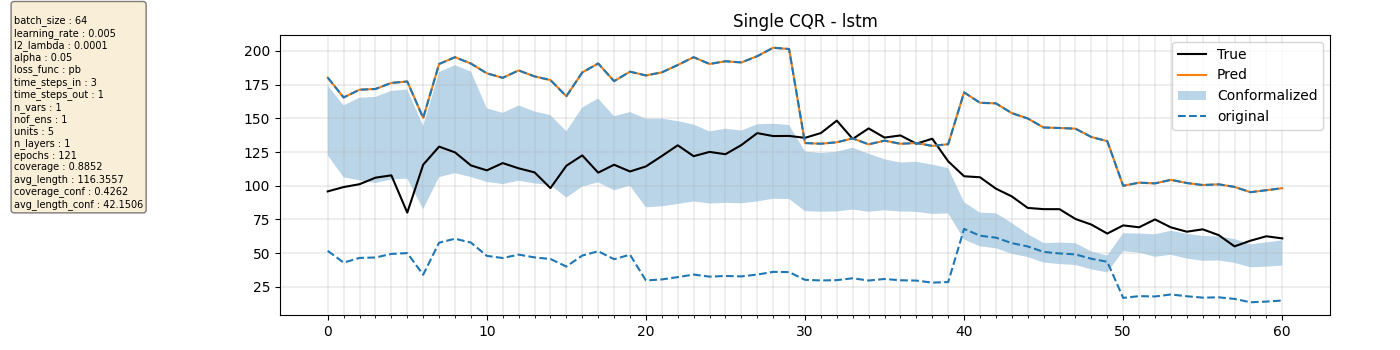 batch_size : 64
learning_rate : 0.005
l2_lambda : 0.0001
alpha : 0.05
loss_func : pb
time_steps_in : 3
time_steps_out : 1
n_vars : 1
nof_ens : 1
units : 5
n_layers : 1
epochs : 121
coverage : 0.8852
avg_length : 116.3557
coverage_conf : 0.4262
avg_length_conf : 42.1506
Single CQR - lstm
200
175
150
125
100
75
50
25
True
Pred
Conformalized
original
0 10 20 30 40 50 60